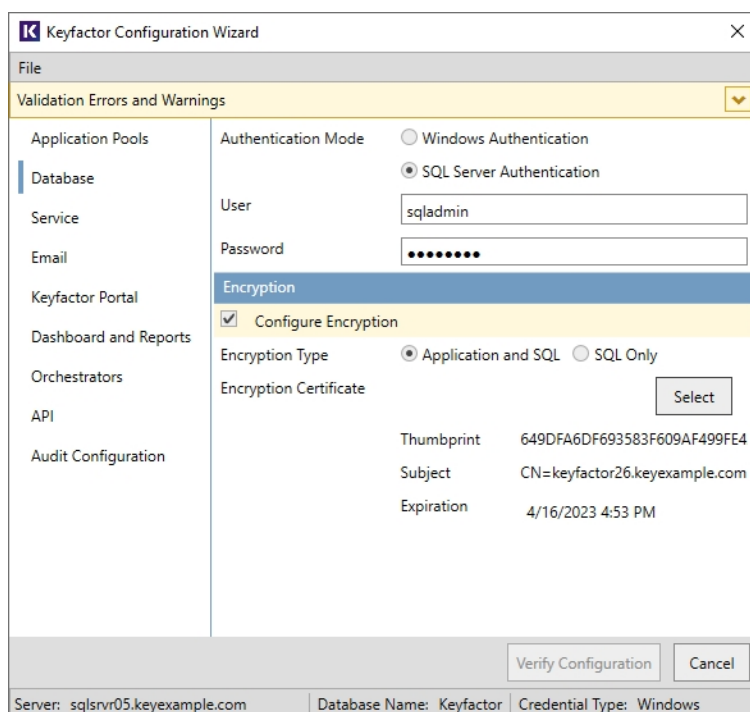 Keyfactor Configuration Wizard
File
Validation Errors and Warnings
Application Pools
Database
Service
Email
Keyfactor Portal
Dashboard and Reports
Orchestrators
API
Audit Configuration
Authentication Mode
Windows Authentication
SQL Server Authentication
User
sqladmin
Password
••••••••
Encryption
Configure Encryption
Encryption Type
Application and SQL
SQL Only
Encryption Certificate
Select
Thumbprint 649DFA6DF693583F609AF499FE4
Subject CN=keyfactor26.keyexample.com
Expiration 4/16/2023 4:53 PM
Verify Configuration
Cancel
Server: sqlsrvr05.keyexample.com
Database Name: Keyfactor
Credential Type: Windows